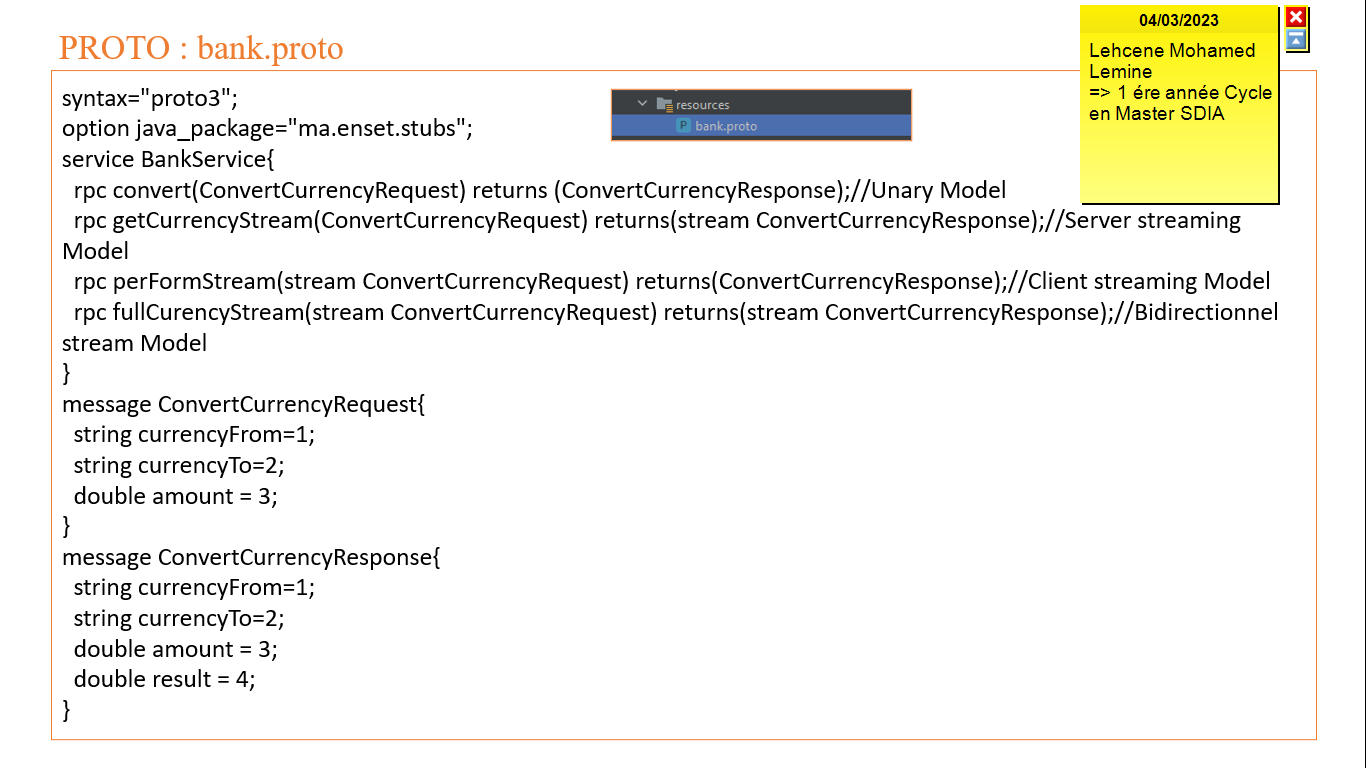 PROTO : bank.proto
04/03/2023
Lehcene Mohamed
Lemine
=> 1 ére année Cycle
en Master SDIA
syntax="proto3";
option java_package="ma.enset.stubs";
resources
bank.proto
service BankService{
rpc convert(ConvertCurrencyRequest) returns (ConvertCurrencyResponse);//Unary Model
rpc getCurrencyStream(ConvertCurrencyRequest) returns(stream ConvertCurrencyResponse);//Server streaming
Model
rpc perFormStream(stream ConvertCurrencyRequest) returns(ConvertCurrencyResponse);//Client streaming Model
rpc fullCurencyStream(stream ConvertCurrencyRequest) returns(stream ConvertCurrencyResponse);//Bidirectionnel
stream Model
}
message ConvertCurrencyRequest{
string currencyFrom=1;
string currencyTo=2;
double amount = 3;
}
message ConvertCurrencyResponse{
string currencyFrom=1;
string currencyTo=2;
double amount = 3;
double result = 4;
}